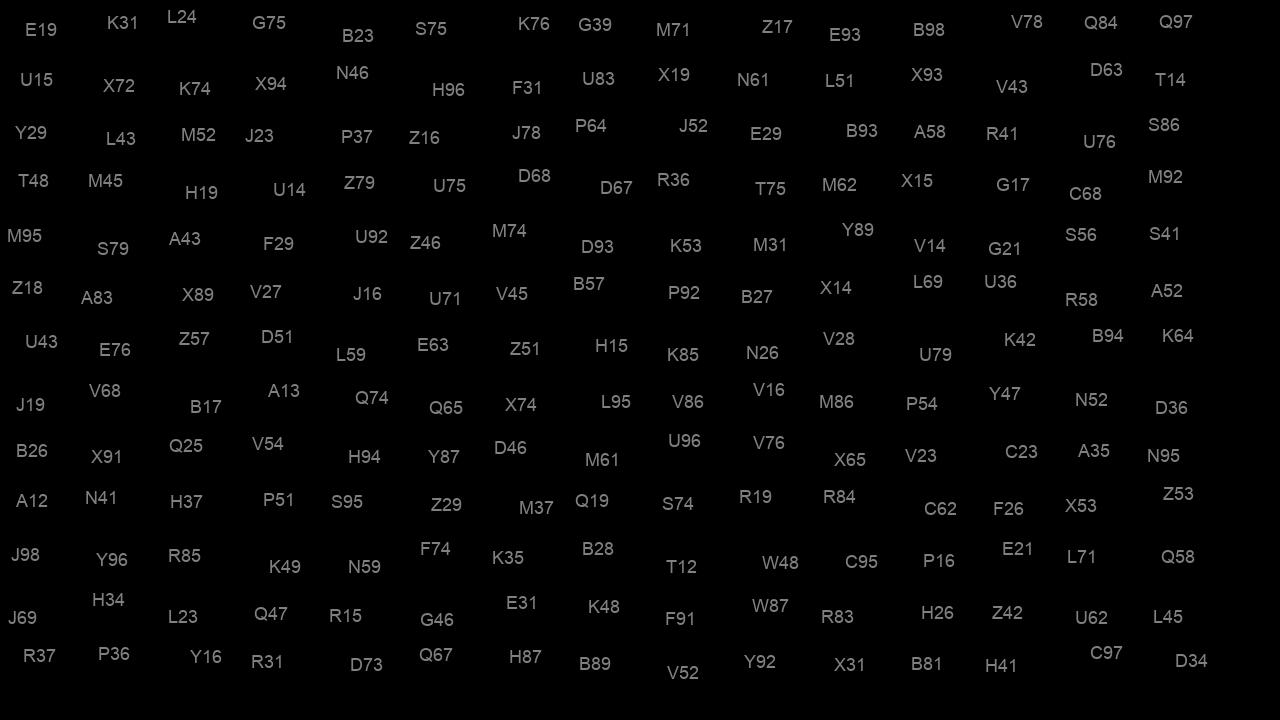 E19 K31 L24 G75 B23 S75 K76 G39 M71 Z17 E93 B98 V78 Q84 Q97
U15 X72 K74 X94 N46 H96 F31 U83 X19 N61 L51 X93 V43 D63 T14
Y29 L43 M52 J23 P37 Z16 J78 P64 J52 E29 B93 A58 R41 U76 S86
T48 M45 H19 U14 Z79 U75 D68 D67 R36 T75 M62 X15 G17 C68 M92
M95 S79 A43 F29 U92 Z46 M74 D93 K53 M31 Y89 V14 G21 S56 S41
Z18 A83 X89 V27 J16 U71 V45 B57 P92 B27 X14 L69 U36 R58 A52
U43 E76 Z57 D51 L59 E63 Z51 H15 K85 N26 V28 U79 K42 B94 K64
J19 V68 B17 A13 Q74 Q65 X74 L95 V86 V16 M86 P54 Y47 N52 D36
B26 X91 Q25 V54 H94 Y87 D46 M61 U96 V76 X65 V23 C23 A35 N95
A12 N41 H37 P51 S95 Z29 M37 Q19 S74 R19 R84 C62 F26 X53 Z53
J98 Y96 R85 K49 N59 F74 K35 B28 T12 W48 C95 P16 E21 L71 Q58
J69 H34 L23 Q47 R15 G46 E31 K48 F91 W87 R83 H26 Z42 U62 L45
R37 P36 Y16 R31 D73 Q67 H87 B89 V52 Y92 X31 B81 H41 C97 D34